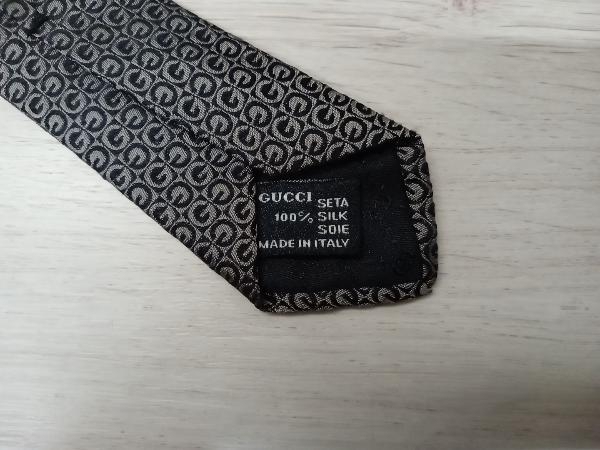 GUCCI SETA
100% SILK
SOIE
MADE IN ITALY